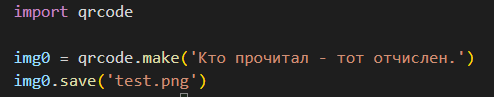 import qrcode
img0 = qrcode.make('Кто прочитал - тот отчислен.')
img0.save('test.png')